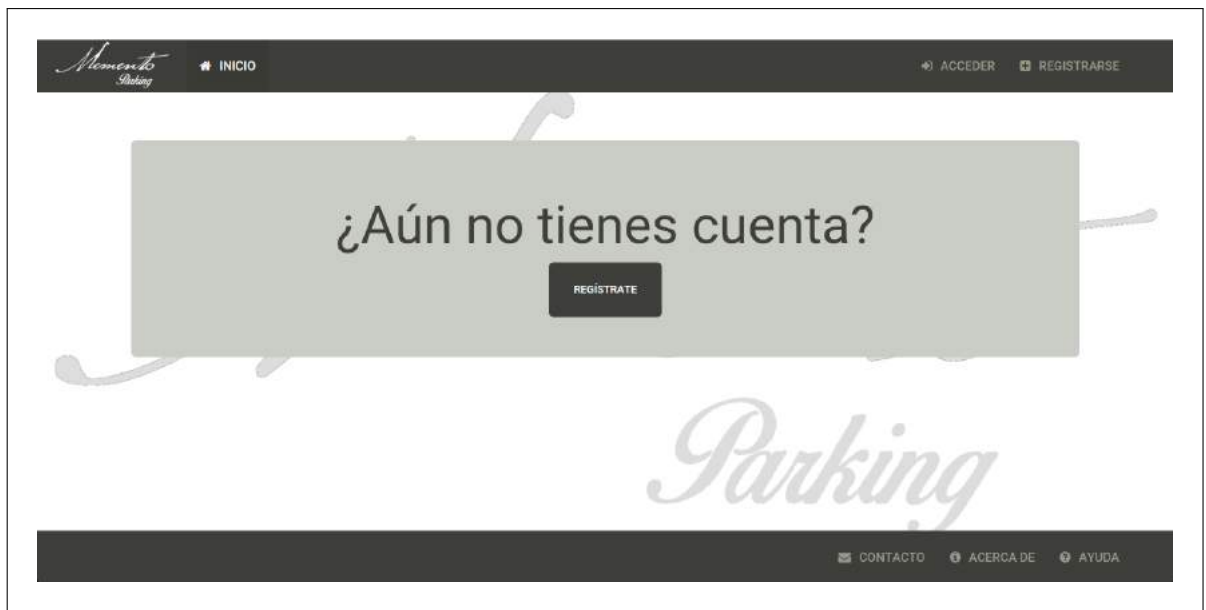 Memento
Parking
INICIO
ACCEDER
REGISTRARSE
¿Aún no tienes cuenta?
REGÍSTRATE
Parking
CONTACTO
ACERCA DE
AYUDA